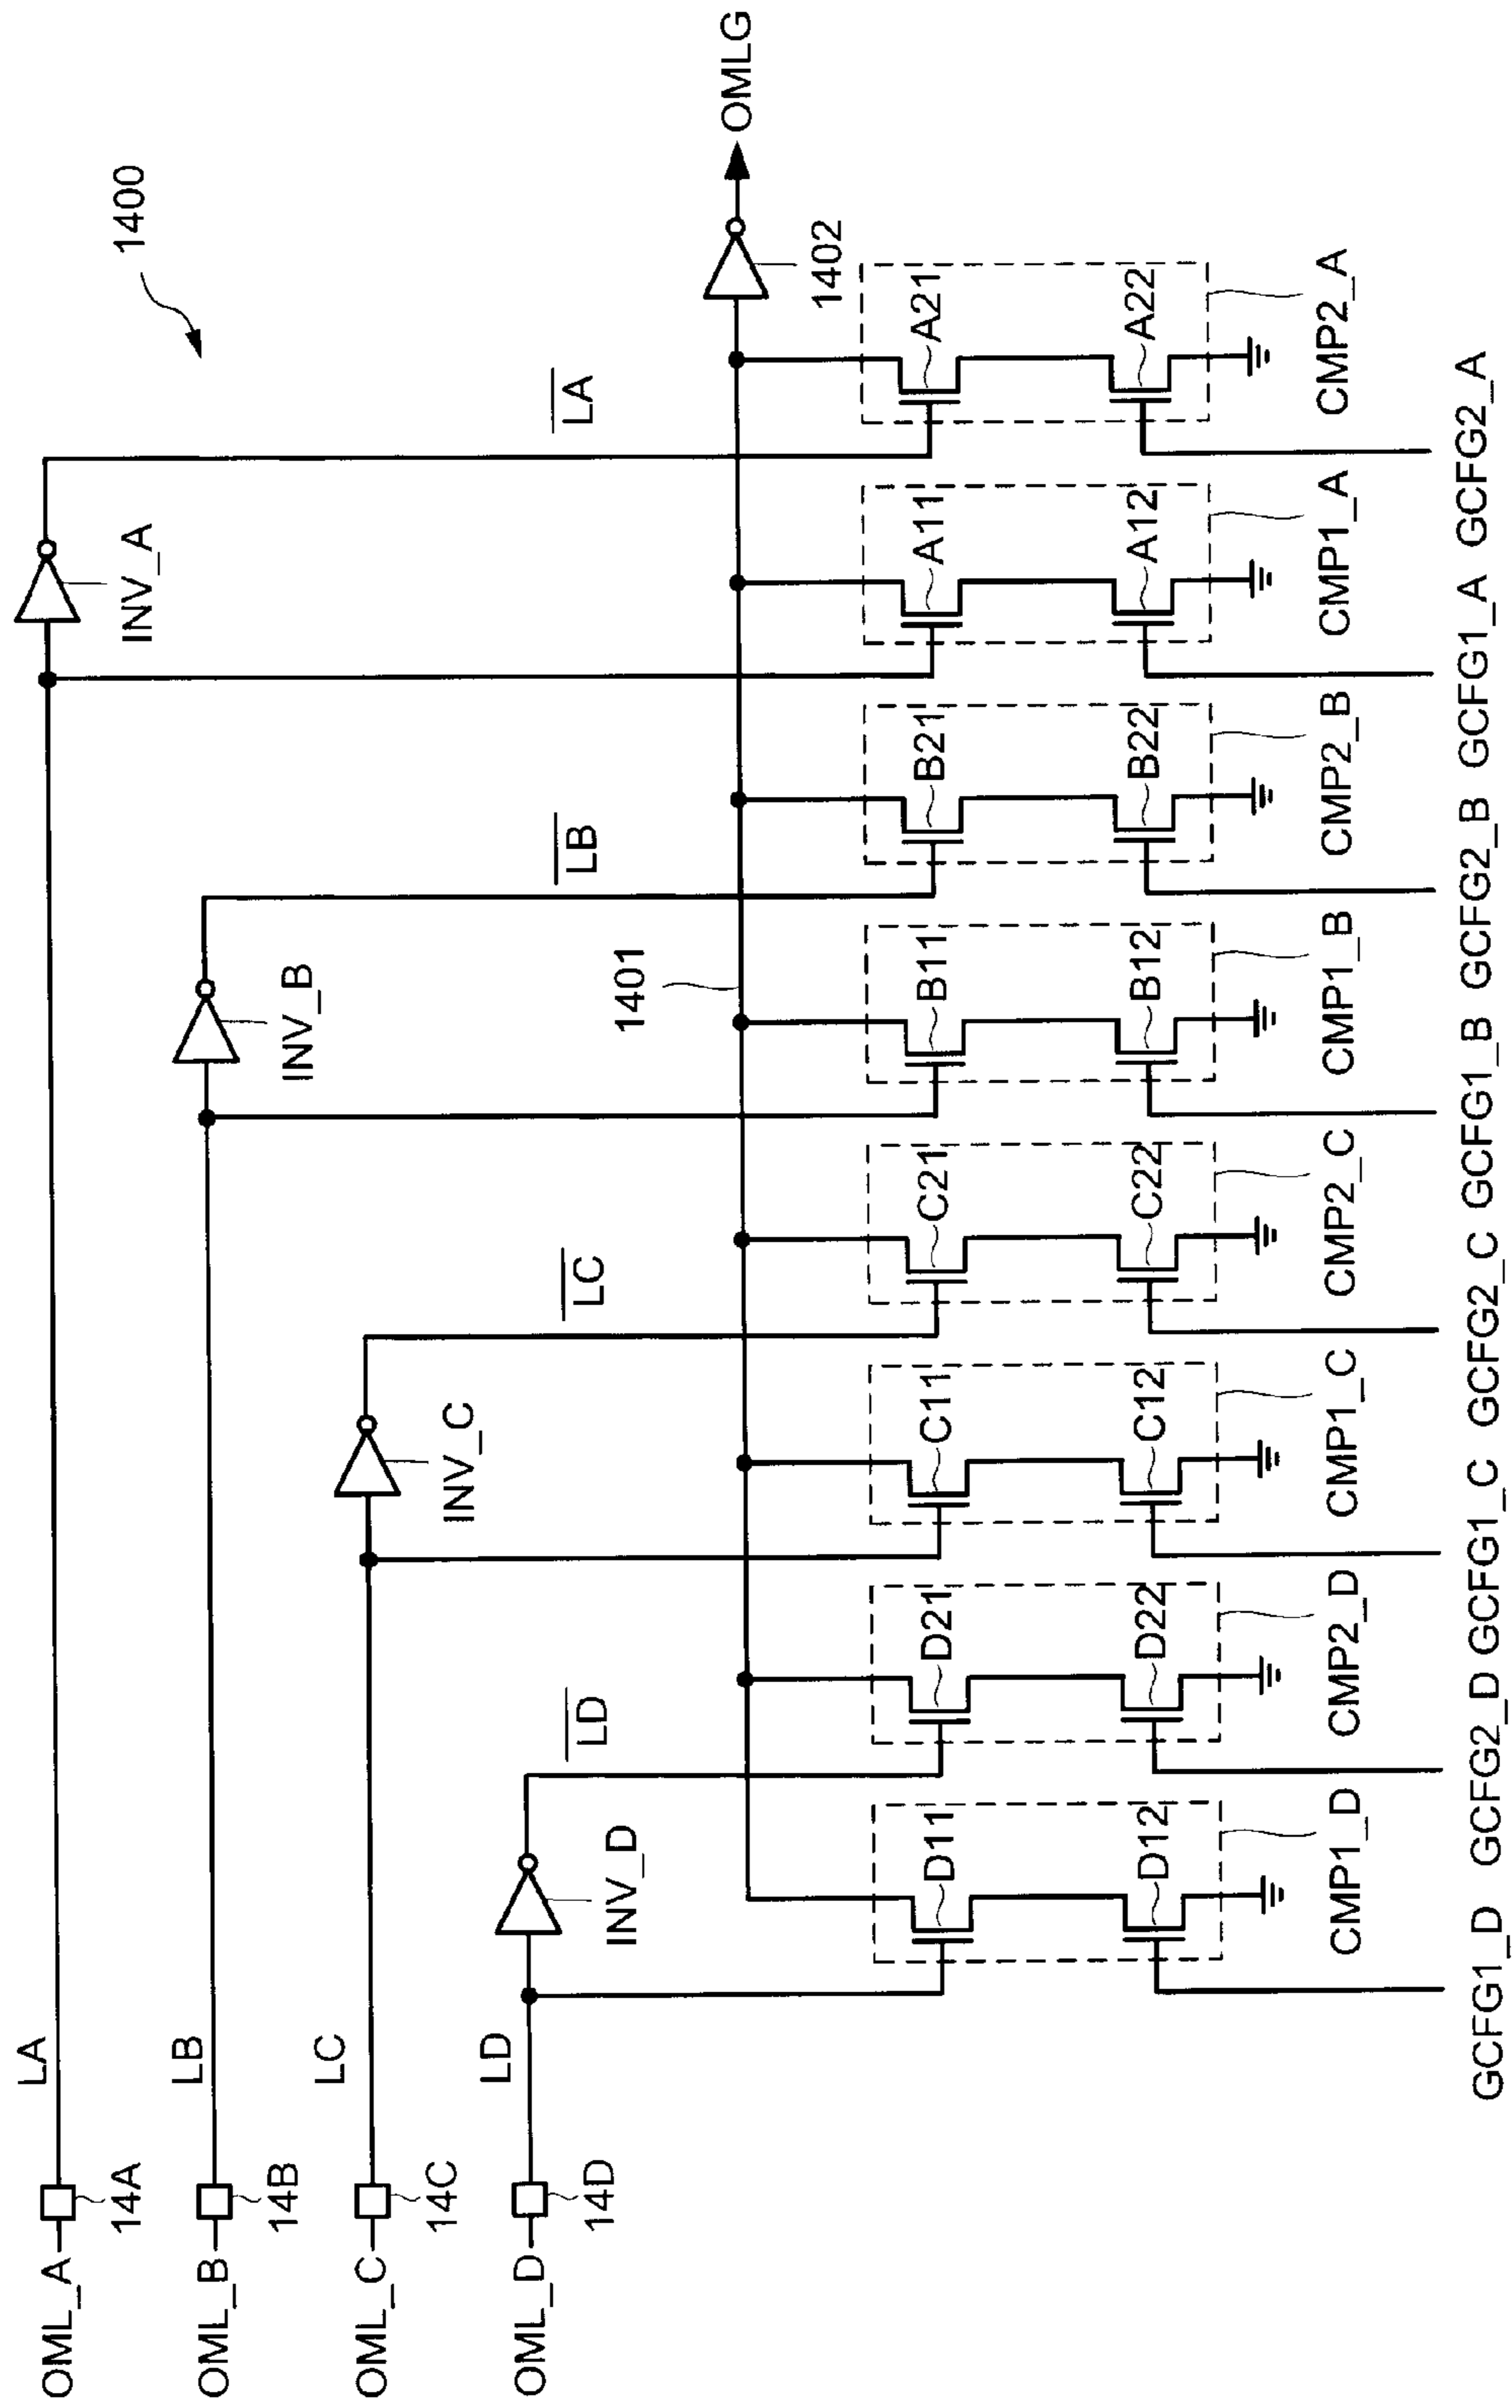 1400
OML_A
14A
LA
INV_A
OML_B
14B
LB
INV_B
OML_C
14C
LC
INV_C
OML_D
14D
LD
INV_D
LD
LC
LB
LA
1401
1402
OMLG
D11
D21
C11
C21
B11
B21
A11
A21
D12
D22
C12
C22
B12
B22
A12
A22
CMP1_D
CMP2_D
CMP1_C
CMP2_C
CMP1_B
CMP2_B
CMP1_A
CMP2_A
GCFG1_D GCFG2_D GCFG1_C GCFG2_C GCFG1_B GCFG2_B GCFG1_A GCFG2_A